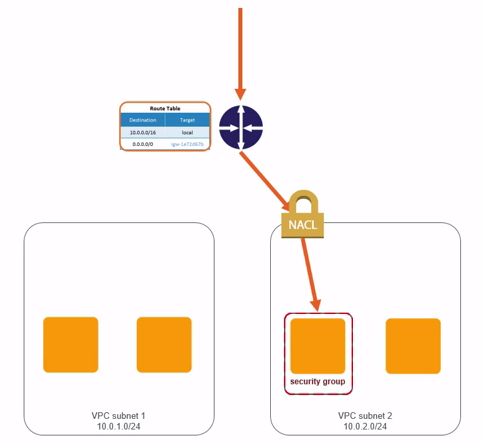 Route Table
Destination Target
10.0.0.0/16 local
0.0.0.0/0
NACL
security group
VPC subnet 1
10.0.1.0/24
VPC subnet 2
10.0.2.0/24